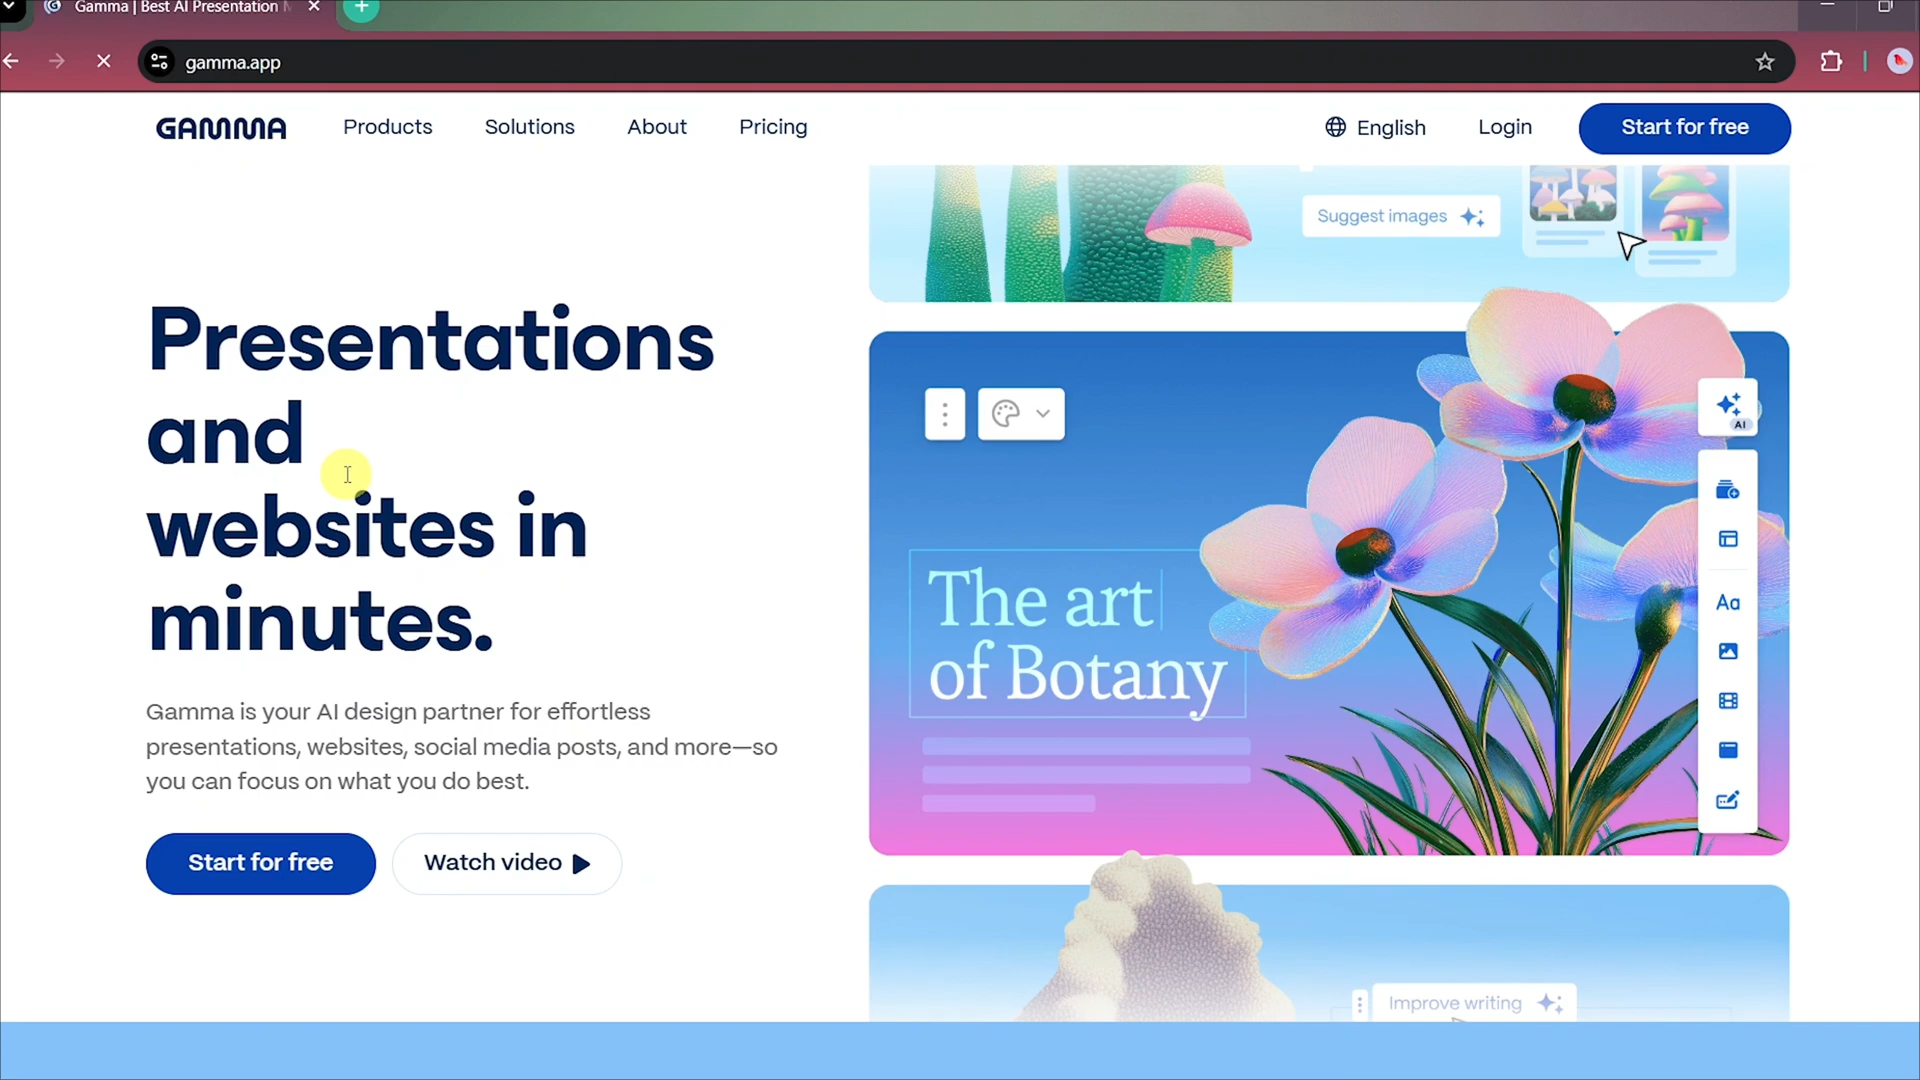 Gamma | Best AI Presentation
gamma.app
GAMMA
Products
Solutions
About
Pricing
English
Login
Start for free
Presentations
and
websites in
minutes.
Gamma is your AI design partner for effortless
presentations, websites, social media posts, and more—so
you can focus on what you do best.
Start for free
Watch video
Suggest images
AI
Aa
The art
of Botany
Improve writing